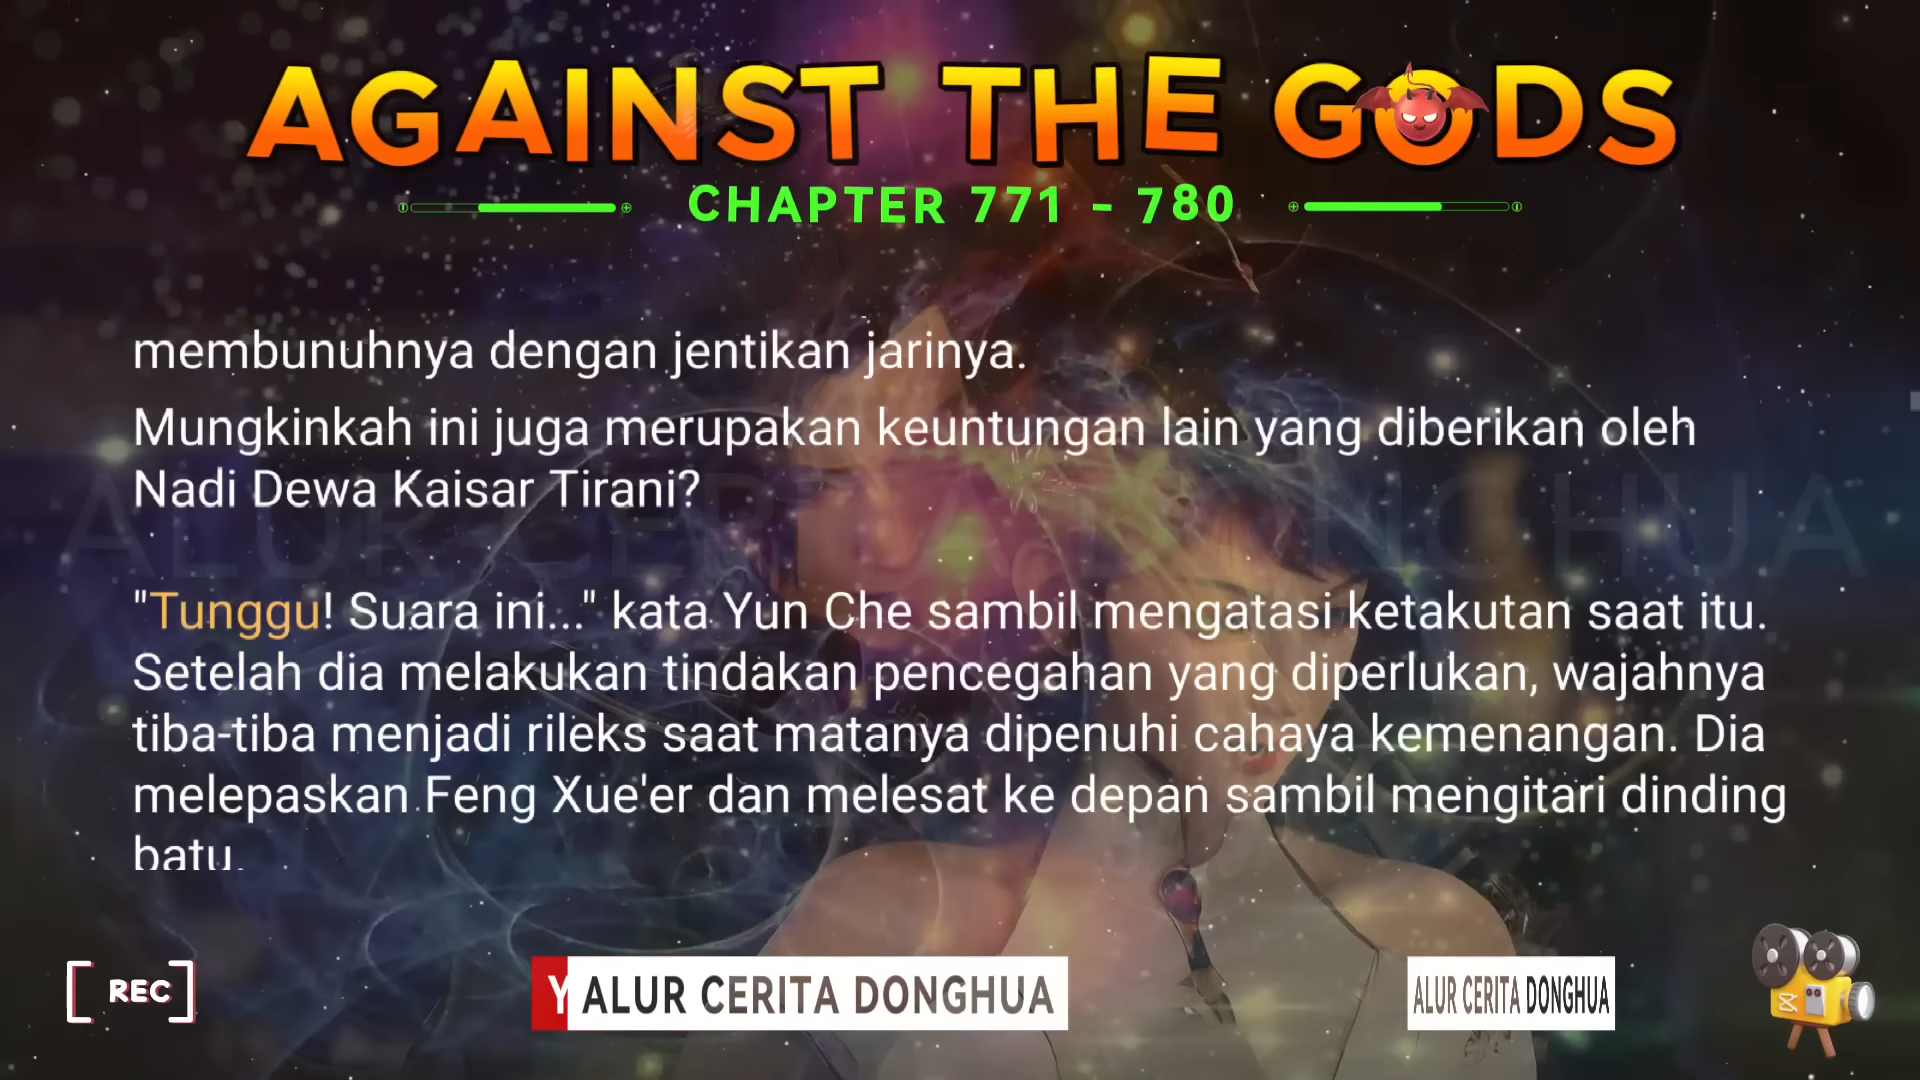 AGAINST THE GODS
CHAPTER 771 - 780
membunuhnya dengan jentikan jarinya.
Mungkinkah ini juga merupakan keuntungan lain yang diberikan oleh
Nadi Dewa Kaisar Tirani?
ALUR CERITA DONGHUA
"Tunggu! Suara ini..." kata Yun Che sambil mengatasi ketakutan saat itu.
Setelah dia melakukan tindakan pencegahan yang diperlukan, wajahnya
tiba-tiba menjadi rileks saat matanya dipenuhi cahaya kemenangan. Dia
melepaskan Feng Xue'er dan melesat ke depan sambil mengitari dinding
batu.
REC
Y ALUR CERITA DONGHUA
ALUR CERITA DONGHUA